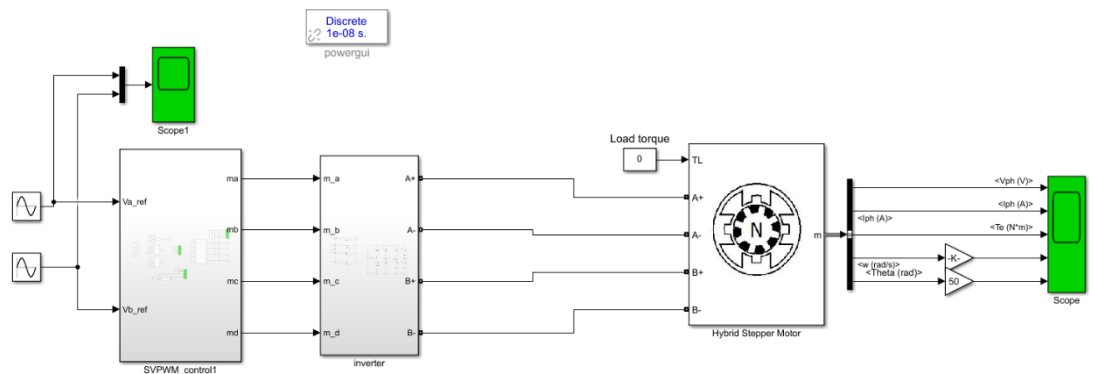 Discrete
1e-08 s.
powergui
Scope1
Load torque
0
TL
Va_ref
Vb_ref
ma
mb
mc
md
SVPWM control1
m_a
m_b
m_c
m_d
A+
A-
B+
B-
inverter
A+
A-
B+
B-
N
m
Hybrid Stepper Motor
<Vph (V)>
<Iph (A)>
<Iph (A)>
<Te (N*m)>
<w (rad/s)>
<Theta (rad)>
-K-
50
Scope